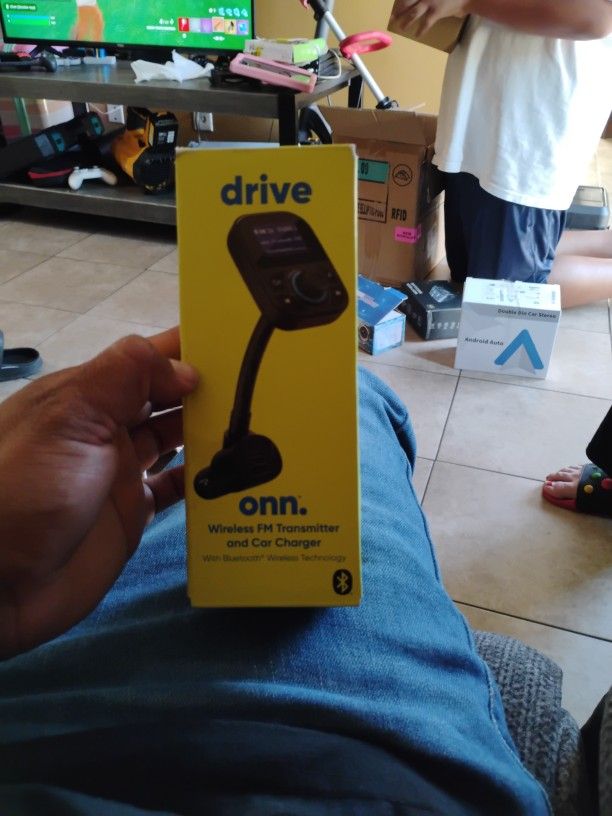 drive
onn.
Wireless FM Transmitter
and Car Charger
With Bluetooth® Wireless Technology
RFID
Double Din Car Stereo
Android Auto